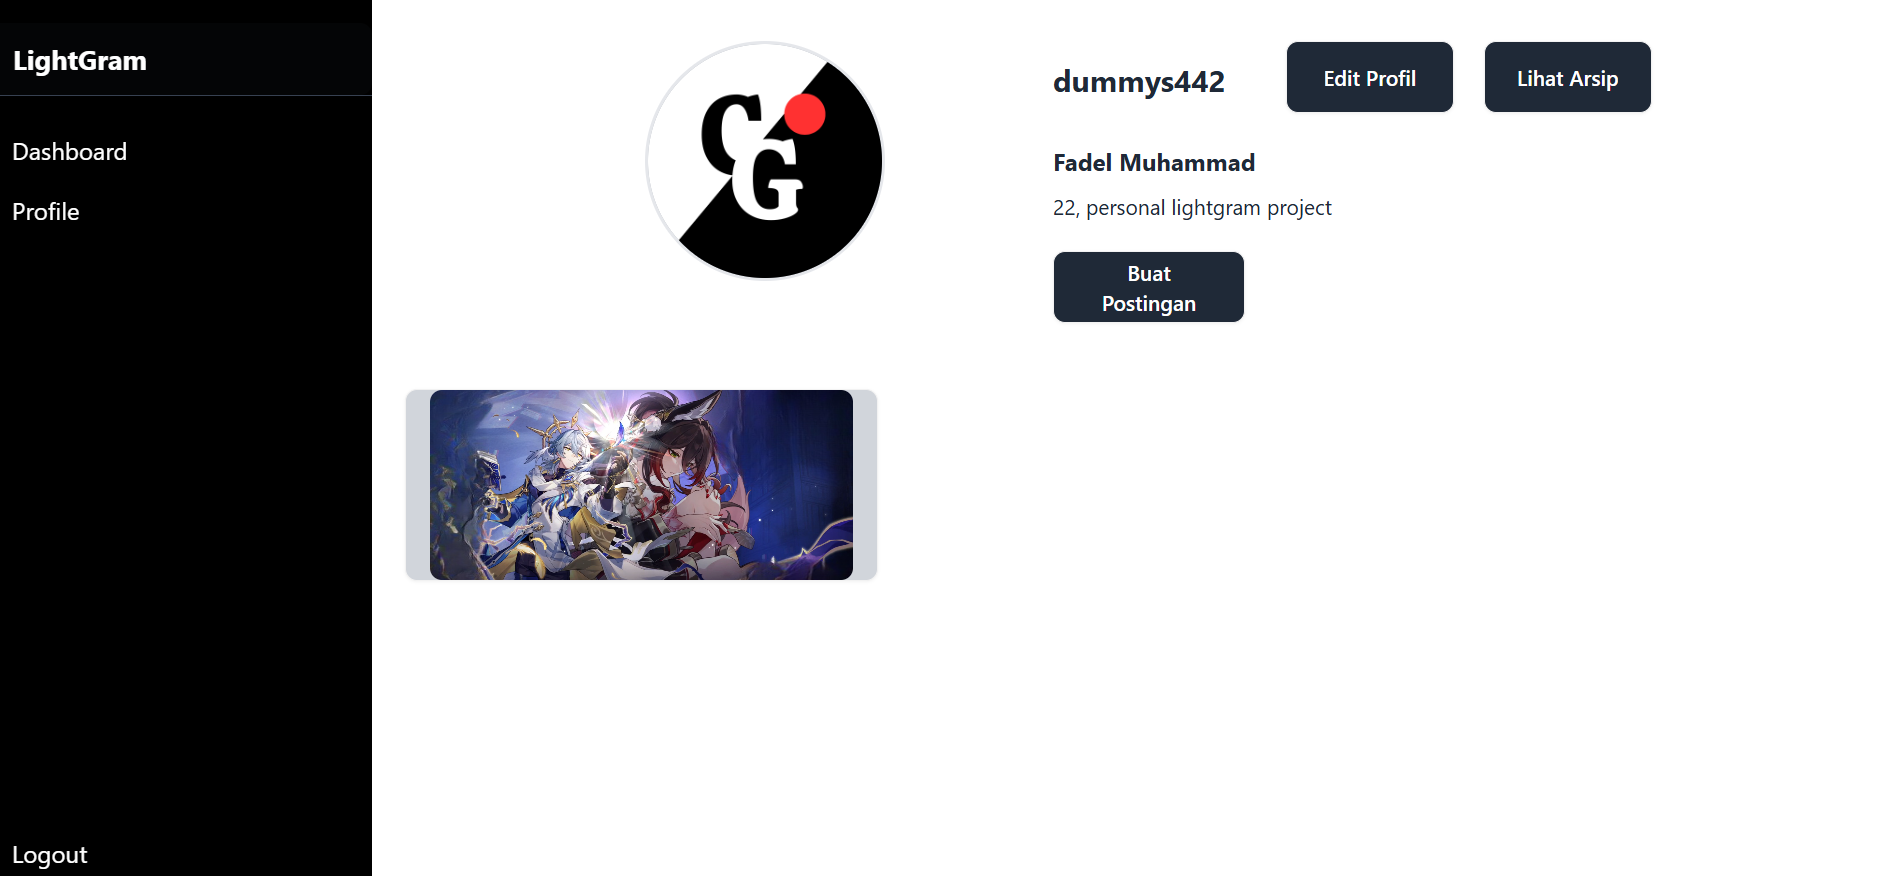 LightGram
Dashboard
Profile
Logout
CG
dummys442
Edit Profil
Lihat Arsip
Fadel Muhammad
22, personal lightgram project
Buat
Postingan